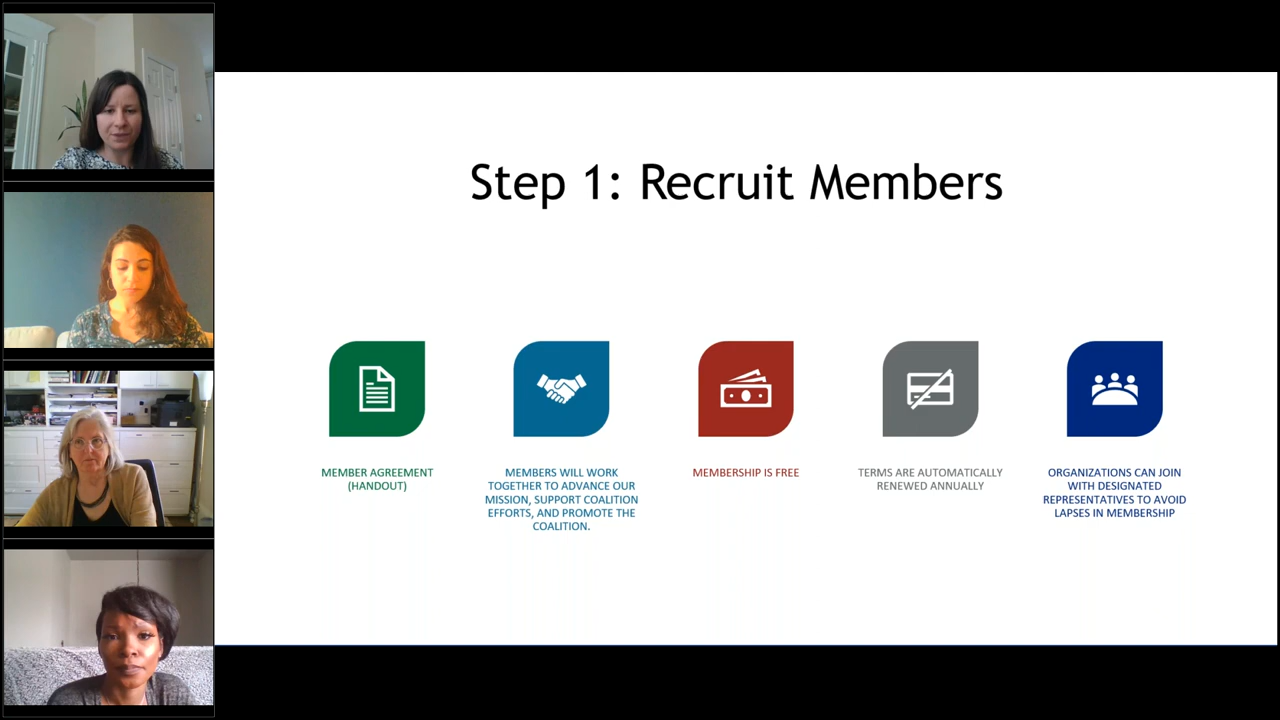 Step 1: Recruit Members
MEMBER AGREEMENT
(HANDOUT)
MEMBERS WILL WORK
TOGETHER TO ADVANCE OUR
MISSION, SUPPORT COALITION
EFFORTS, AND PROMOTE THE
COALITION.
MEMBERSHIP IS FREE
TERMS ARE AUTOMATICALLY
RENEWED ANNUALLY
ORGANIZATIONS CAN JOIN
WITH DESIGNATED
REPRESENTATIVES TO AVOID
LAPSES IN MEMBERSHIP